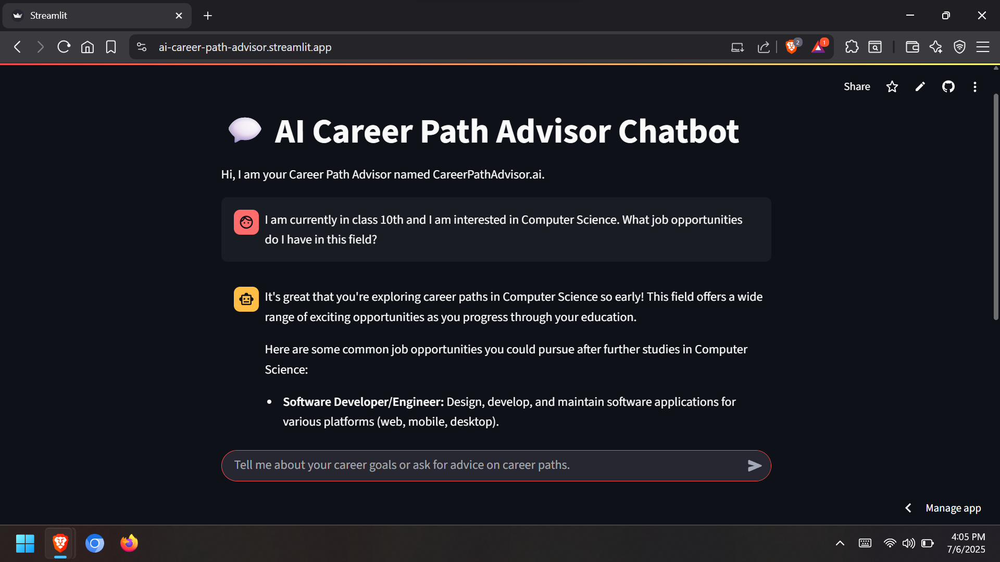 Streamlit
ai-career-path-advisor.streamlit.app
2
1
Share
AI Career Path Advisor Chatbot
Hi, I am your Career Path Advisor named CareerPathAdvisor.ai.
I am currently in class 10th and I am interested in Computer Science. What job opportunities
do I have in this field?
It's great that you're exploring career paths in Computer Science so early! This field offers a wide
range of exciting opportunities as you progress through your education.
Here are some common job opportunities you could pursue after further studies in Computer
Science:
• Software Developer/Engineer: Design, develop, and maintain software applications for
various platforms (web, mobile, desktop).
Tell me about your career goals or ask for advice on career paths.
Manage app
4:05 PM
7/6/2025